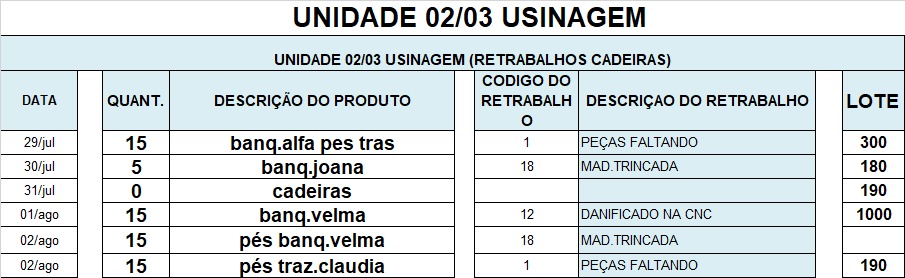 UNIDADE 02/03 USINAGEM
UNIDADE 02/03 USINAGEM (RETRABALHOS CADEIRAS)
DATA QUANT. DESCRIÇÃO DO PRODUTO CODIGO DO RETRABALH O DESCRIÇAO DO RETRABALHO LOTE
29/jul 15 banq.alfa pes tras 1 PEÇAS FALTANDO 300
30/jul 5 banq.joana 18 MAD.TRINCADA 180
31/jul 0 cadeiras 190
01/ago 15 banq.velma 12 DANIFICADO NA CNC 1000
02/ago 15 pés banq.velma 18 MAD.TRINCADA
02/ago 15 pés traz.claudia 1 PEÇAS FALTANDO 190